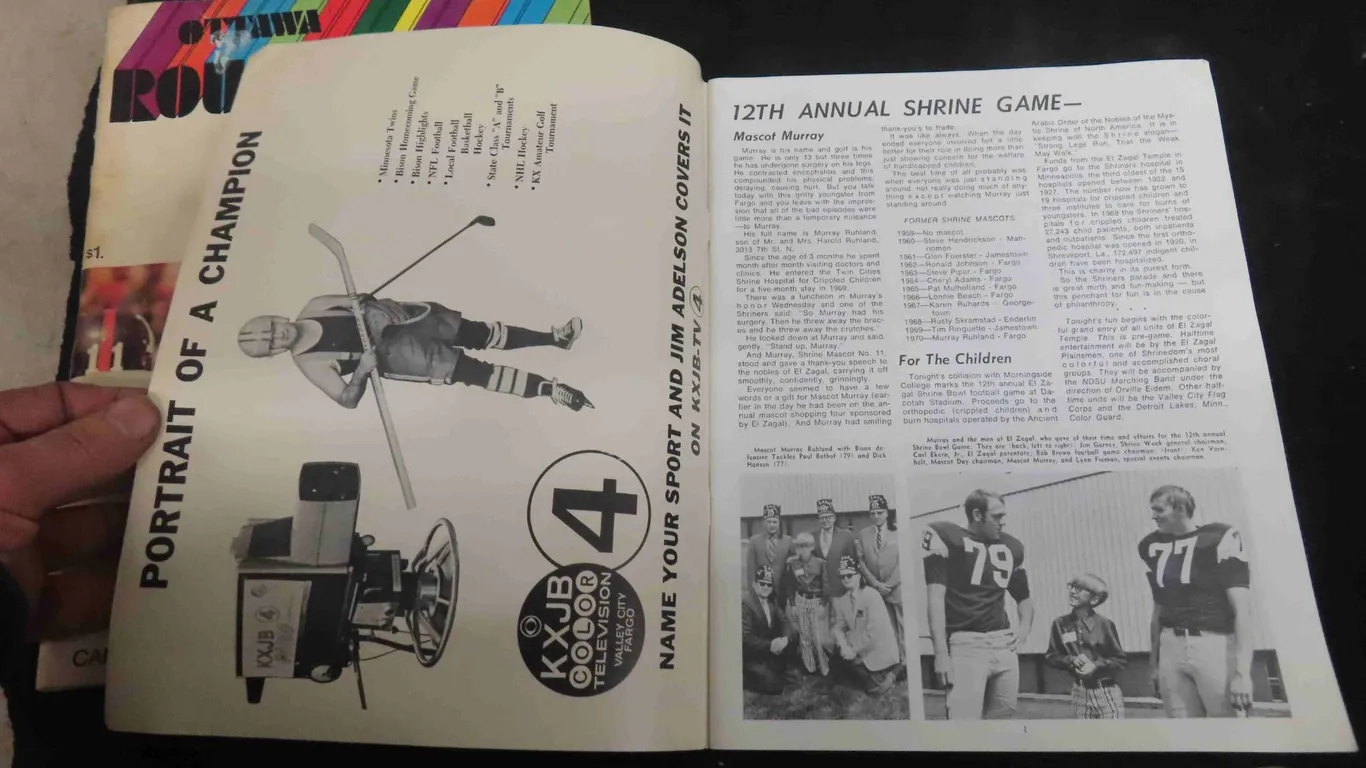 OTTAWA
ROU
$1.
CA
PORTRAIT OF A CHAMPION
• Minnesota Twins
• Bison Homecoming Game
• Bison Highlights
• NFL Football
• Local Football
Basketball
Hockey
• State Class "A" and "B"
Tournaments
• NHL Hockey
• KX Amateur Golf
Tournament
KXJB 4
4
KXJB
COLOR
TELEVISION
VALLEY CITY
FARGO
NAME YOUR SPORT AND JIM ADELSON COVERS IT
ON KXJB-TV 4
12TH ANNUAL SHRINE GAME—
Mascot Murray
Murray is his name and golf is his
game. He is only 13 but three times
he has undergone surgery on his legs.
He contracted encephalitis and this
compounded his physical problems,
delaying, causing hurt. But you talk
today with this gritty youngster from
Fargo and you leave with the impres-
sion that all of the bad episodes were
little more than a temporary nuisance
—to Murray.
His full name is Murray Ruhland,
son of Mr. and Mrs. Harold Ruhland,
3013 7th St. N.
Since the age of 3 months he spent
month after month visiting doctors and
clinics. He entered the Twin Cities
Shrine Hospital for Crippled Children
for a five-month stay in 1969.
There was a luncheon in Murray's
honor Wednesday and one of the
Shriners said: "So Murray had his
surgery. Then he threw away the brac-
es and he threw away the crutches."
He looked down at Murray and said,
gently, "Stand up, Murray."
And Murray, Shrine Mascot No. 11,
stood and gave a thank-you speech to
the nobles of El Zagal, carrying it off
smoothly, confidently, grinningly.
Everyone seemed to have a few
words or a gift for Mascot Murray (ear-
lier in the day he had been on the an-
nual mascot shopping tour sponsored
by El Zagal). And Murray had smiling
thank-you's to trade.
It was like always. When the day
ended everyone involved felt a little
better for their role in doing more than
just showing concern for the welfare
of handicapped children.
The best time of all probably was
when everyone was just standing
around, not really doing much of any-
thing except watching Murray just
standing around.
FORMER SHRINE MASCOTS
1959—No mascot
1960—Steve Hendrickson - Mah-
nomen
1961—Glen Foerster - Jamestown
1962—Ronald Johnson - Fargo
1963—Steve Piper - Fargo
1964—Cheryl Adams - Fargo
1965—Pat Mulholland - Fargo
1966—Lonnie Beach - Fargo
1967—Karen Ruhards - George-
town
1968—Rusty Skramstad - Enderlin
1969—Tim Ringuette - Jamestown
1970—Murray Ruhland - Fargo
For The Children
Tonight's collision with Morningside
College marks the 12th annual El Za-
gal Shrine Bowl football game at Da-
cotah Stadium. Proceeds go to the
orthopedic (crippled children) and
burn hospitals operated by the Ancient
Arabic Order of the Nobles of the Mys-
tic Shrine of North America. It is in
keeping with the Shrine slogan—
"Strong Legs Run, That the Weak
May Walk."
Funds from the El Zagal Temple in
Fargo go to the Shriners hospital in
Minneapolis, the third oldest of the 15
hospitals opened between 1922 and
1927. The number now has grown to
19 hospitals for crippled children and
three institutes to care for burns of
youngsters. In 1969 the Shriners' hos-
pitals for crippled children treated
27,243 child patients, both inpatients
and outpatients. Since the first ortho-
pedic hospital was opened in 1920, in
Shreveport, La., 172,497 indigent chil-
dren have been hospitalized.
This is charity in its purest form.
So the Shriners parade and there
is great mirth and fun-making — but
this penchant for fun is in the cause
of philanthropy.
Tonight's fun begins with the color-
ful grand entry of all units of El Zagal
Temple. This is pre-game. Halftime
entertainment will be by the El Zagal
Plainsmen, one of Shrinedom's most
colorful and accomplished choral
groups. They will be accompanied by
the NDSU Marching Band under the
direction of Orville Eidem. Other half-
time units will be the Valley City Flag
Corps and the Detroit Lakes, Minn.,
Color Guard.
Mascot Murray Ruhland with Bison de-
fensive Tackles Paul Bothof (79) and Dick
Hanson (77).
Murray and the men of El Zagal, who gave of their time and efforts for the 12th annual
Shrine Bowl Game. They are (back, left to right): Jim Garvey, Shrine Week general chairman,
Carl Ekern, Jr., El Zagal potentate; Bob Brown football game chairman; (front): Ken Varn-
holt, Mascot Day chairman, Mascot Murray, and Lynn Fieman, special events chairman.
79
79
77
7
1